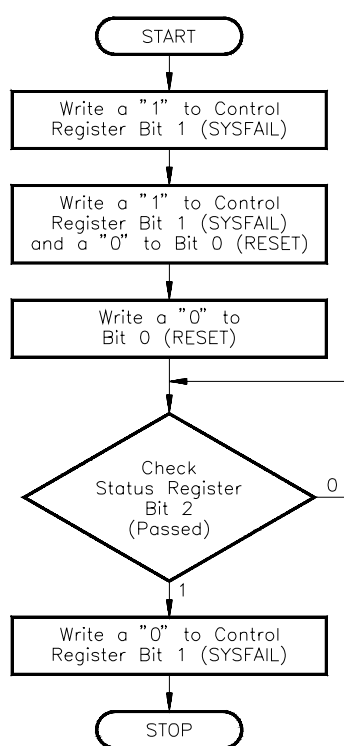 START
Write a "1" to Control
Register Bit 1 (SYSFAIL)
Write a "1" to Control
Register Bit 1 (SYSFAIL)
and a "0" to Bit 0 (RESET)
Write a "0" to
Bit 0 (RESET)
Check
Status Register
Bit 2
(Passed)
0
1
Write a "0" to Control
Register Bit 1 (SYSFAIL)
STOP